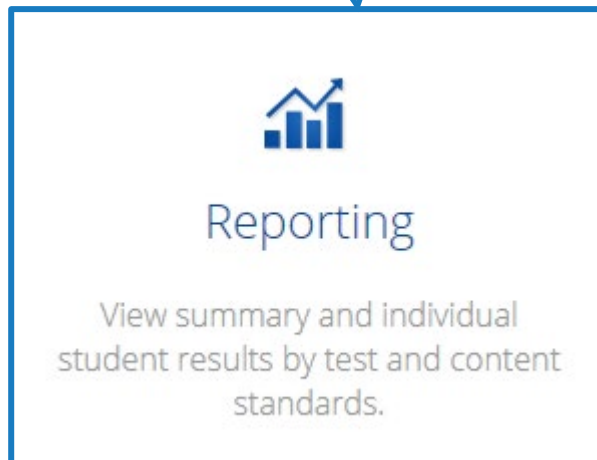 Reporting
View summary and individual
student results by test and content
standards.